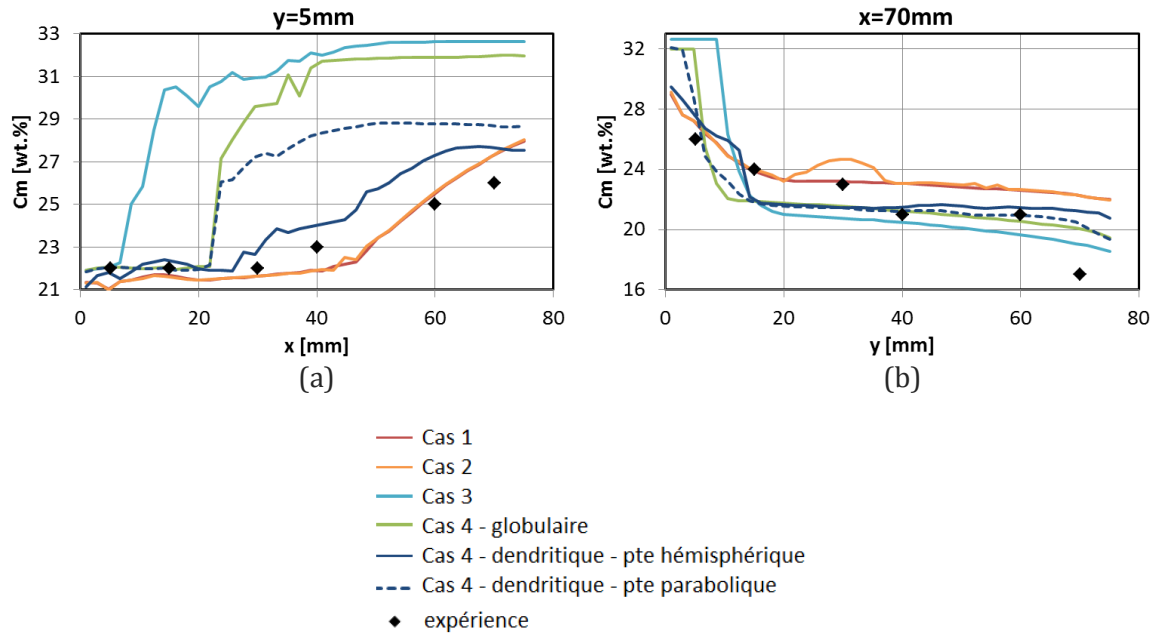 y=5mm
x=70mm
33
31
29
27
25
23
21
Cm [wt.%]
0
20
40
60
80
x [mm]
(a)
32
28
24
20
16
Cm [wt.%]
0
20
40
60
80
y [mm]
(b)
Cas 1
Cas 2
Cas 3
Cas 4 - globulaire
Cas 4 - dendritique - pte hémisphérique
Cas 4 - dendritique - pte parabolique
expérience